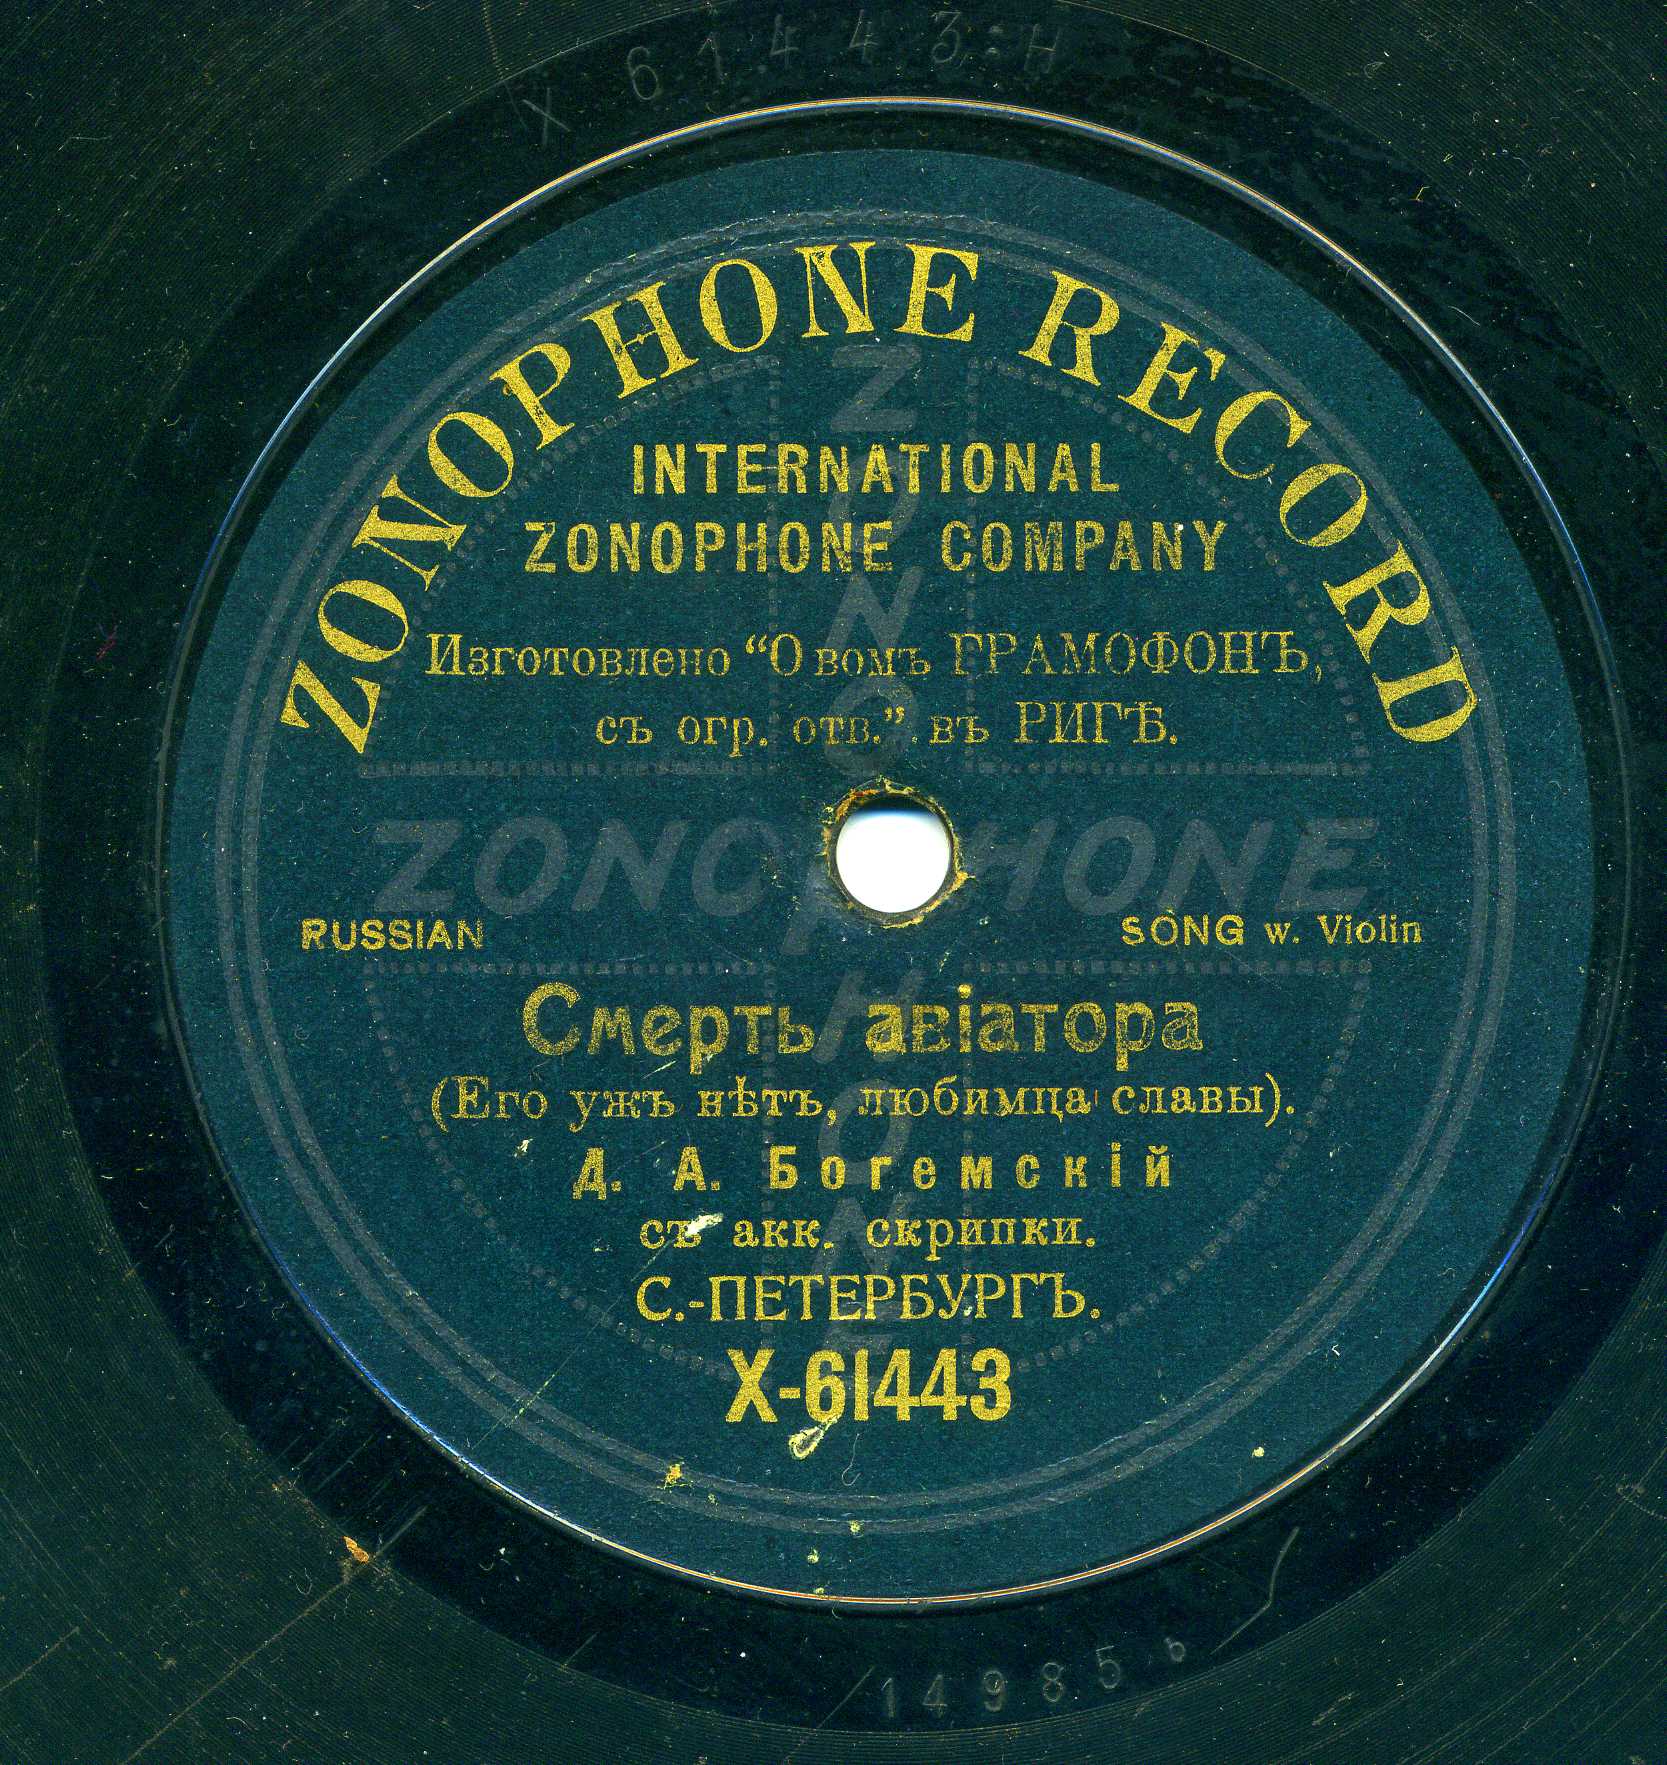 X 61443:H
ZONOPHONE RECORD
INTERNATIONAL
ZONOPHONE COMPANY
Изготовлено “О вомъ ГРАМОФОНЪ,
съ огр. отв.” въ РИГѢ.
ZONOPHONE
ZONOPHONE
RUSSIAN
SONG w. Violin
Смерть авіатора
(Его ужъ нѣтъ, любимца славы).
Д. А. Богемскій
съ акк. скрипки.
С.-ПЕТЕРБУРГЪ.
X-61443
14985 b